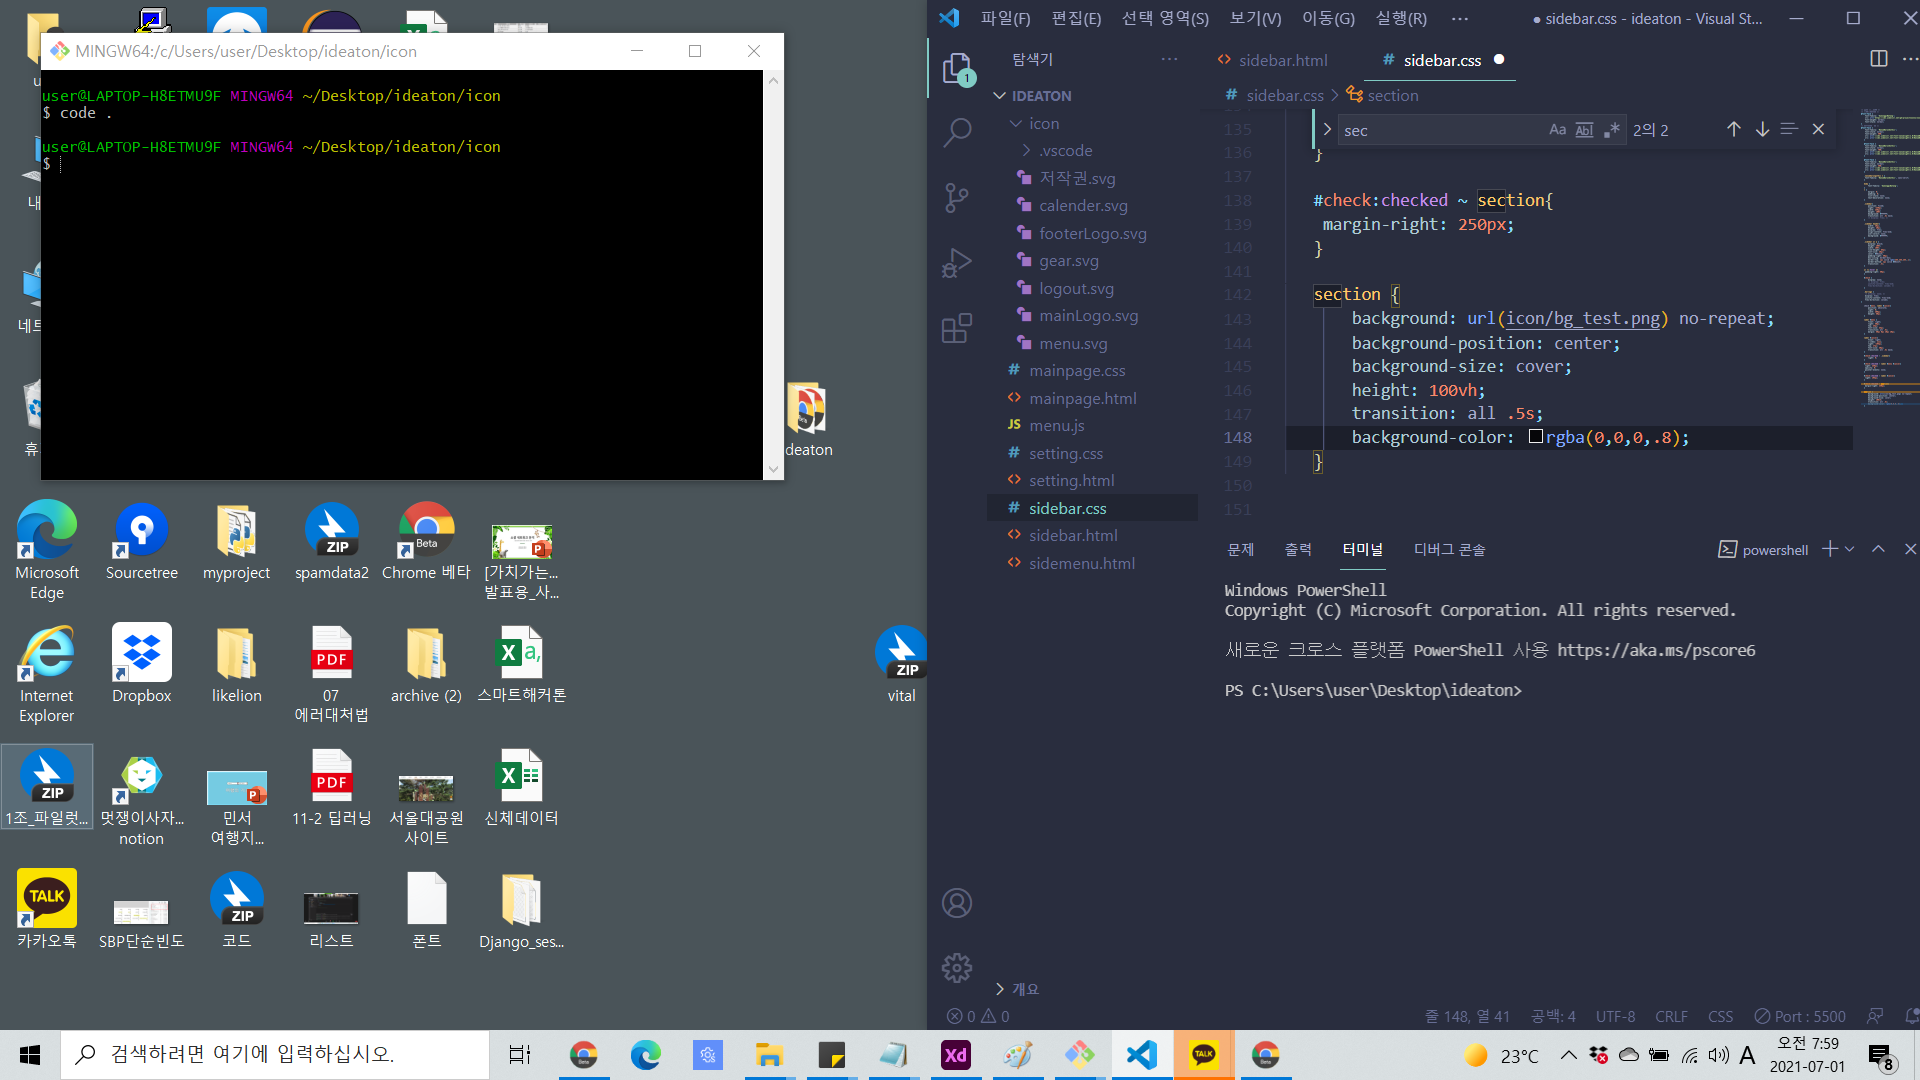 MINGW64:/c/Users/user/Desktop/ideaton/icon
user@LAPTOP-H8ETMU9F MINGW64 ~/Desktop/ideaton/icon
$ code .
user@LAPTOP-H8ETMU9F MINGW64 ~/Desktop/ideaton/icon
$
deaton
Microsoft Edge
Sourcetree
myproject
ZIP
spamdata2
Beta
Chrome 베타
[가치가는...
발표용_사...
Internet Explorer
Dropbox
likelion
PDF
07
에러대처법
archive (2)
스마트해커톤
ZIP
vital
ZIP
1조_파일럿...
멋쟁이사자...
notion
민서
여행지...
PDF
11-2 딥러닝
서울대공원
사이트
신체데이터
TALK
카카오톡
SBP단순빈도
ZIP
코드
리스트
폰트
Django_ses...
파일(F) 편집(E) 선택 영역(S) 보기(V) 이동(G) 실행(R) ···
● sidebar.css - ideaton - Visual St...
탐색기
1
sidebar.html
# sidebar.css
IDEATON
# sidebar.css > section
icon
.vscode
저작권.svg
calender.svg
footerLogo.svg
gear.svg
logout.svg
mainLogo.svg
menu.svg
# mainpage.css
<> mainpage.html
JS menu.js
# setting.css
<> setting.html
# sidebar.css
<> sidebar.html
<> sidemenu.html
개요
sec
Aa Abl .* 2의 2
135
136 }
137
138 #check:checked ~ section{
139 margin-right: 250px;
140 }
141
142 section {
143 background: url(icon/bg_test.png) no-repeat;
144 background-position: center;
145 background-size: cover;
146 height: 100vh;
147 transition: all .5s;
148 background-color: rgba(0,0,0,.8);
149 }
150
151
문제 출력 터미널 디버그 콘솔
powershell
Windows PowerShell
Copyright (C) Microsoft Corporation. All rights reserved.
새로운 크로스 플랫폼 PowerShell 사용 https://aka.ms/pscore6
PS C:\Users\user\Desktop\ideaton>
0 0
줄 148, 열 41 공백: 4 UTF-8 CRLF CSS Port : 5500
검색하려면 여기에 입력하십시오.
Xd
TALK
23°C
A
오전 7:59
2021-07-01
8